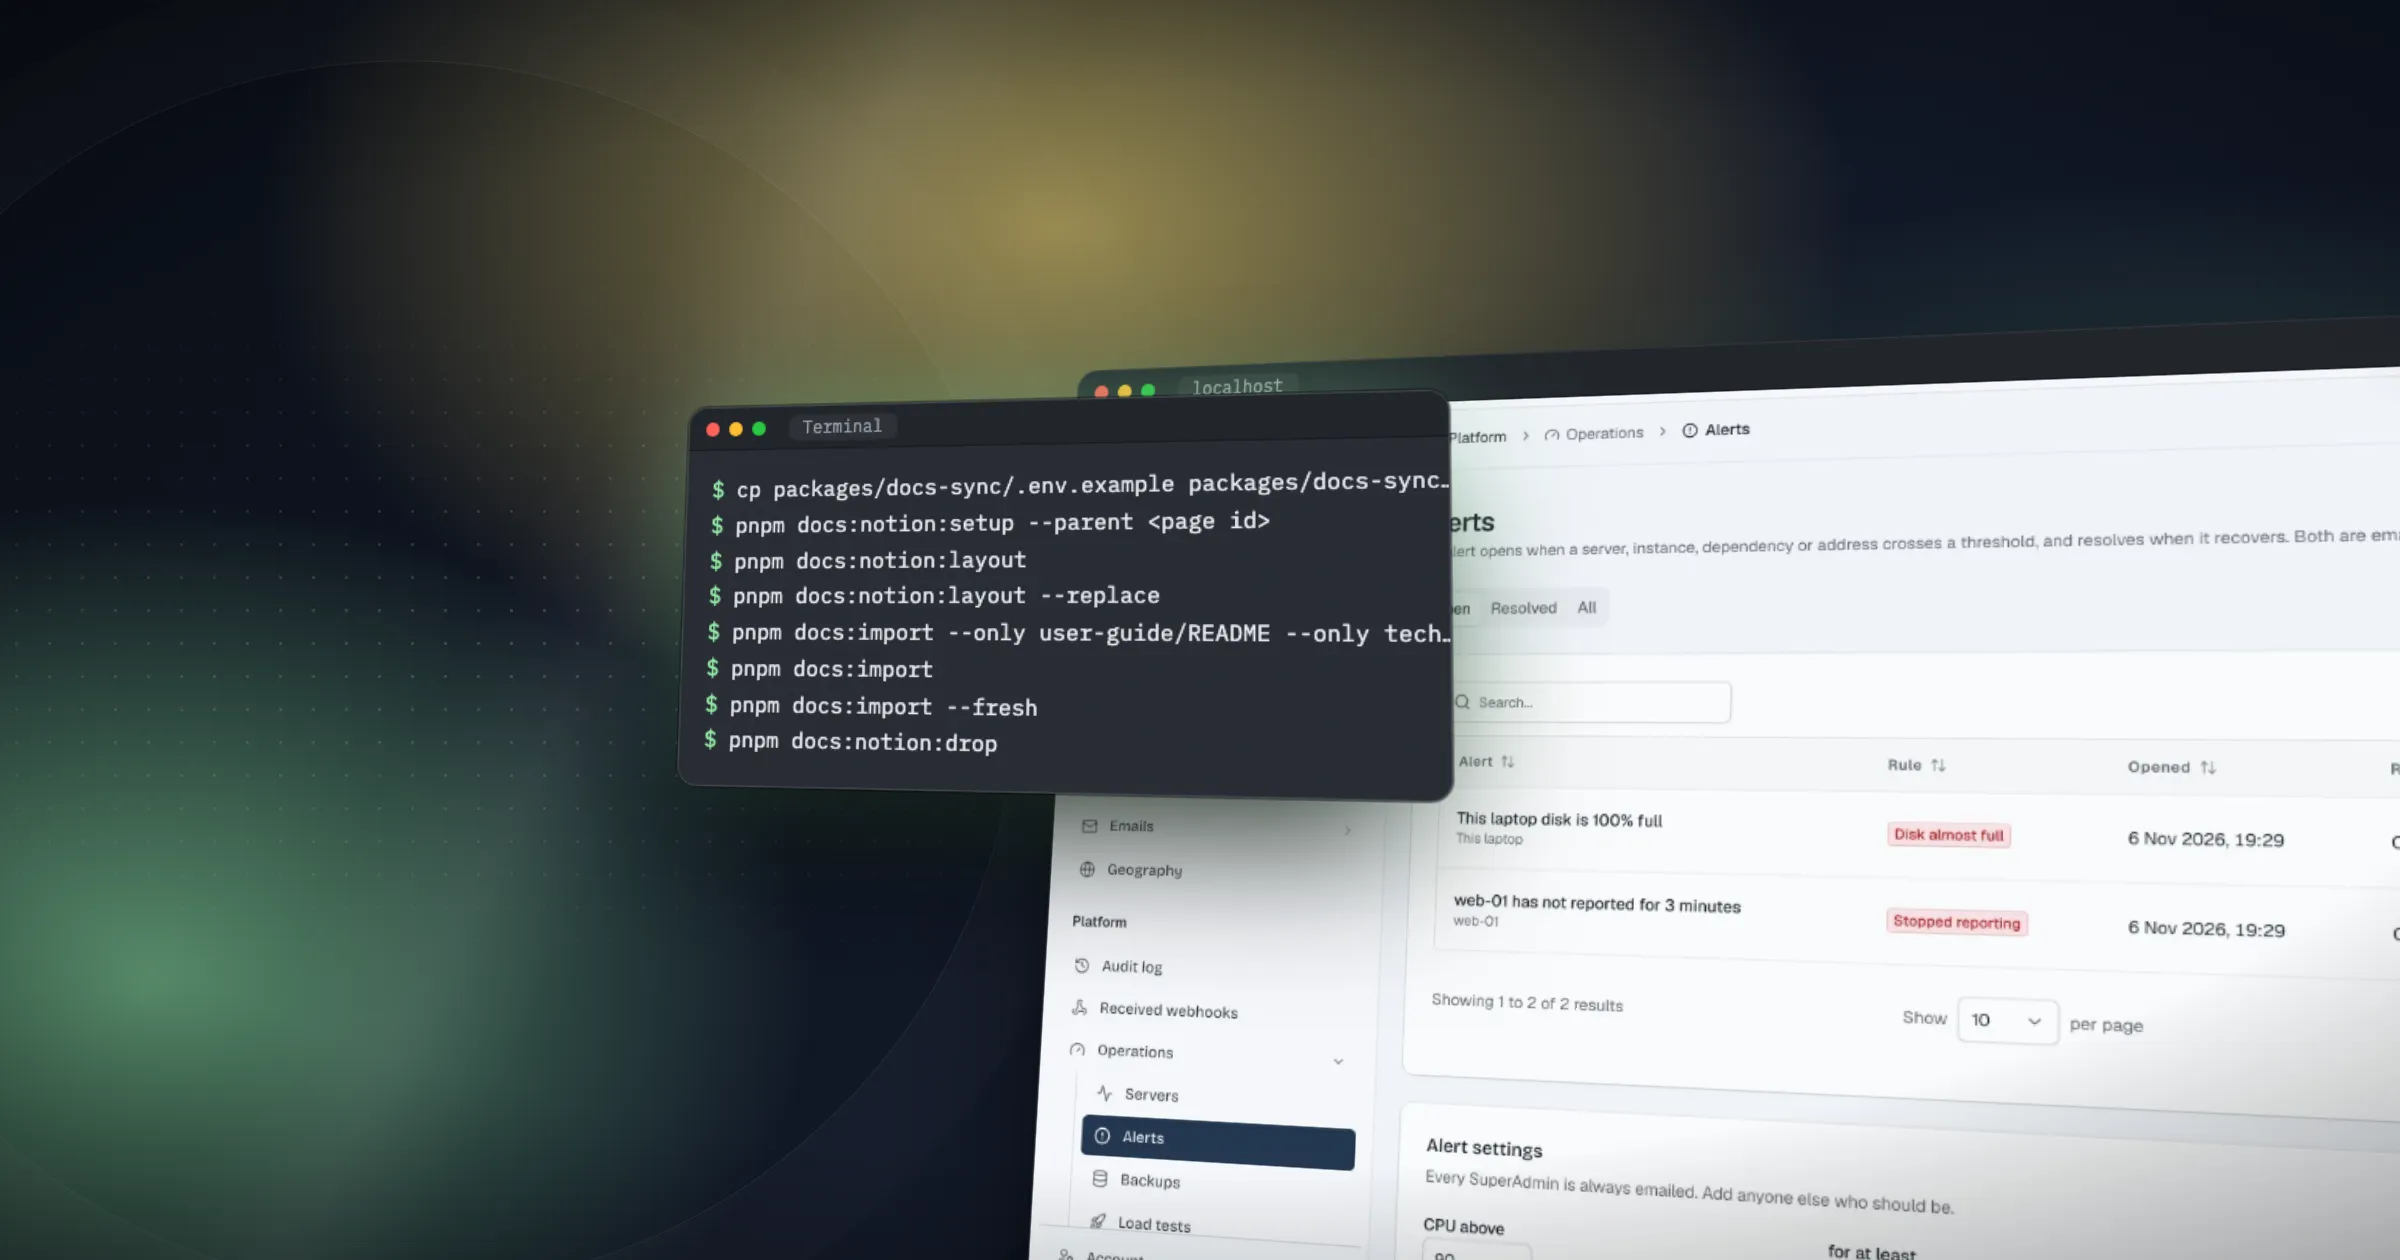 localhost
Terminal
$ cp packages/docs-sync/.env.example packages/docs-sync…
$ pnpm docs:notion:setup --parent <page id>
$ pnpm docs:notion:layout
$ pnpm docs:notion:layout --replace
$ pnpm docs:import --only user-guide/README --only tech…
$ pnpm docs:import
$ pnpm docs:import --fresh
$ pnpm docs:notion:drop
Platform > Operations > Alerts
opens when a server, instance, dependency or address crosses a threshold, and resolves when it recovers. Both are
Resolved All
Search...
Alert Rule Opened
This laptop disk is 100% full Disk almost full 6 Nov 2026, 19:29
This laptop
web-01 has not reported for 3 minutes Stopped reporting 6 Nov 2026, 19:29
web-01
Showing 1 to 2 of 2 results Show 10 per page
Emails
Geography
Platform
Audit log
Received webhooks
Operations
Servers
Alerts
Backups
Load tests
Alert settings
Every SuperAdmin is always emailed. Add anyone else who should be.
CPU above
for at least